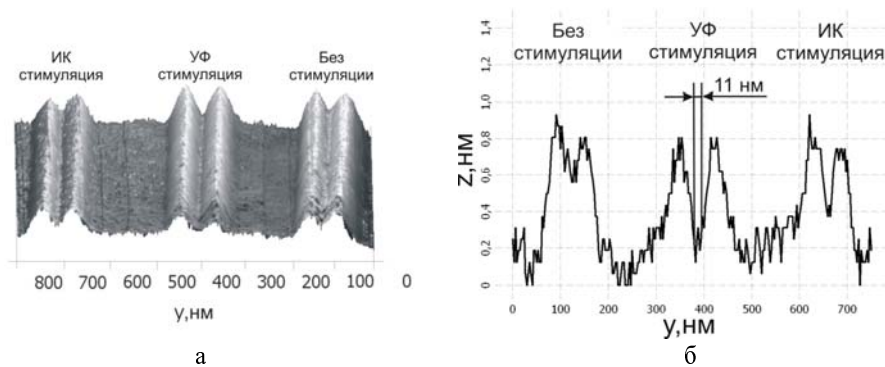 ИК
стимуляция
УФ
стимуляция
Без
стимуляции
800 700 500 400 300 200 100 0
y,нм
а
1,4
1,2
1,0
0,8
0,6
0,4
0,2
0
z,нм
Без
стимуляции
УФ
стимуляция
ИК
стимуляция
11 нм
0 100 200 300 400 500 600 700
y,нм
б